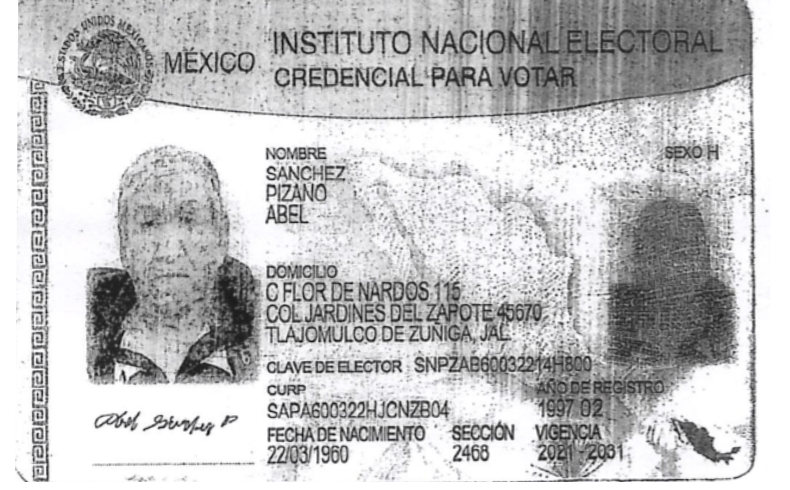 ESTADOS UNIDOS MEXICANOS
MÉXICO
INSTITUTO NACIONAL ELECTORAL
CREDENCIAL PARA VOTAR
NOMBRE
SANCHEZ
PIZANO
ABEL
SEXO H
DOMICILIO
C FLOR DE NARDOS 115
COL JARDINES DEL ZAPOTE 45670
TLAJOMULCO DE ZUÑIGA, JAL.
CLAVE DE ELECTOR SNPZAB60032214H800
CURP
SAPA600322HJCNZB04
AÑO DE REGISTRO
1997 02
FECHA DE NACIMIENTO
22/03/1960
SECCIÓN
2468
VIGENCIA
2021 - 2031
Abel Sanchez P